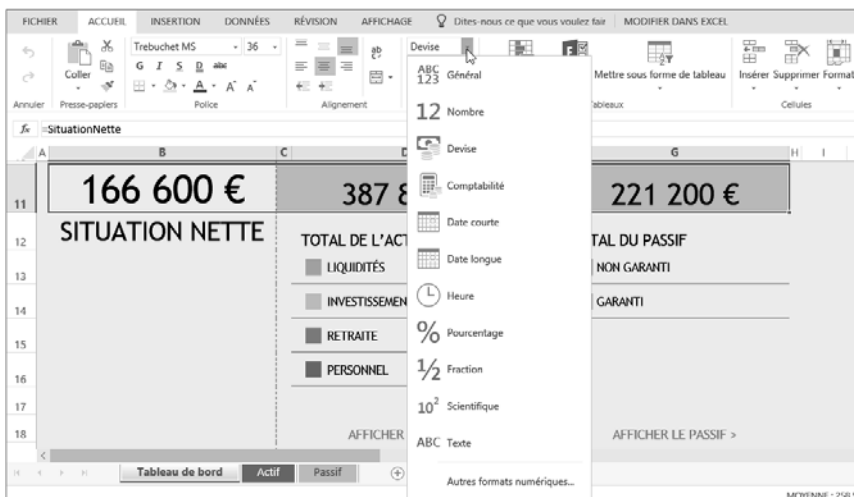 FICHIER ACCUEIL INSERTION DONNÉES RÉVISION AFFICHAGE Dites-nous ce que vous voulez fair MODIFIER DANS EXCEL
Trebuchet MS 36 ab Devise
Coller G I S D abc A A A ABC 123 Général Mettre sous forme de tableau Insérer Supprimer Format
Annuler Presse-papiers Police Alignement ableaux Cellules
12 Nombre
fx =SituationNette
Devise
A B C D G H I
11 166 600 € 387 8 221 200 €
Comptabilité
Date courte
12 SITUATION NETTE TOTAL DE L'ACT TAL DU PASSIF
Date longue
13 LIQUIDITÉS NON GARANTI
Heure
14 INVESTISSEMEN GARANTI
% Pourcentage
15 RETRAITE
1/2 Fraction
16 PERSONNEL
10² Scientifique
17
18 AFFICHER AFFICHER LE PASSIF >
ABC Texte
Tableau de bord Actif Passif
Autres formats numériques...